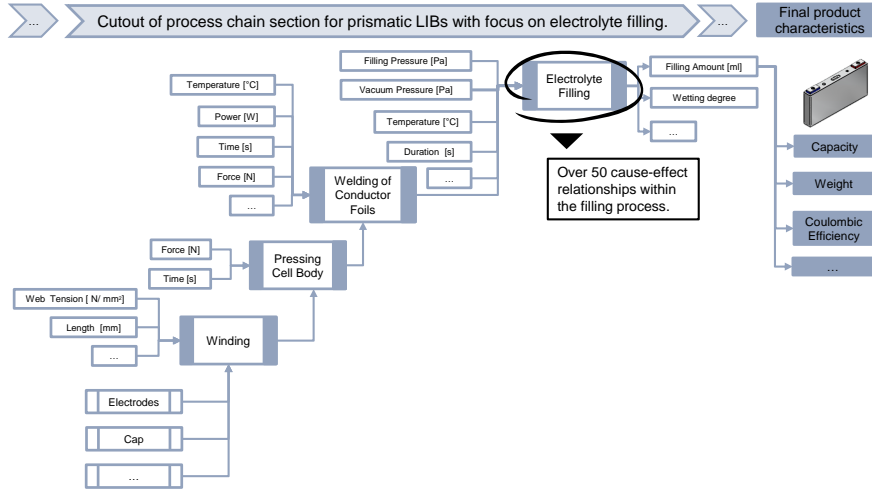 ...
Cutout of process chain section for prismatic LIBs with focus on electrolyte filling.
...
Final product
characteristics
Filling Pressure [Pa]
Vacuum Pressure [Pa]
Temperature [°C]
Duration [s]
...
Electrolyte
Filling
Filling Amount [ml]
Wetting degree
...
Over 50 cause-effect
relationships within
the filling process.
Capacity
Weight
Coulombic
Efficiency
...
Temperature [°C]
Power [W]
Time [s]
Force [N]
...
Welding of
Conductor
Foils
Force [N]
Time [s]
Pressing
Cell Body
Web Tension [ N/ mm²]
Length [mm]
...
Winding
Electrodes
Cap
...